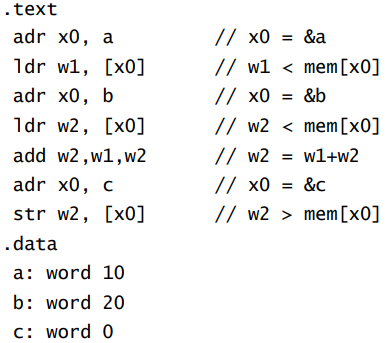 .text
adr x0, a // x0 = &a
ldr w1, [x0] // w1 < mem[x0]
adr x0, b // x0 = &b
ldr w2, [x0] // w2 < mem[x0]
add w2,w1,w2 // w2 = w1+w2
adr x0, c // x0 = &c
str w2, [x0] // w2 > mem[x0]
.data
a: word 10
b: word 20
c: word 0